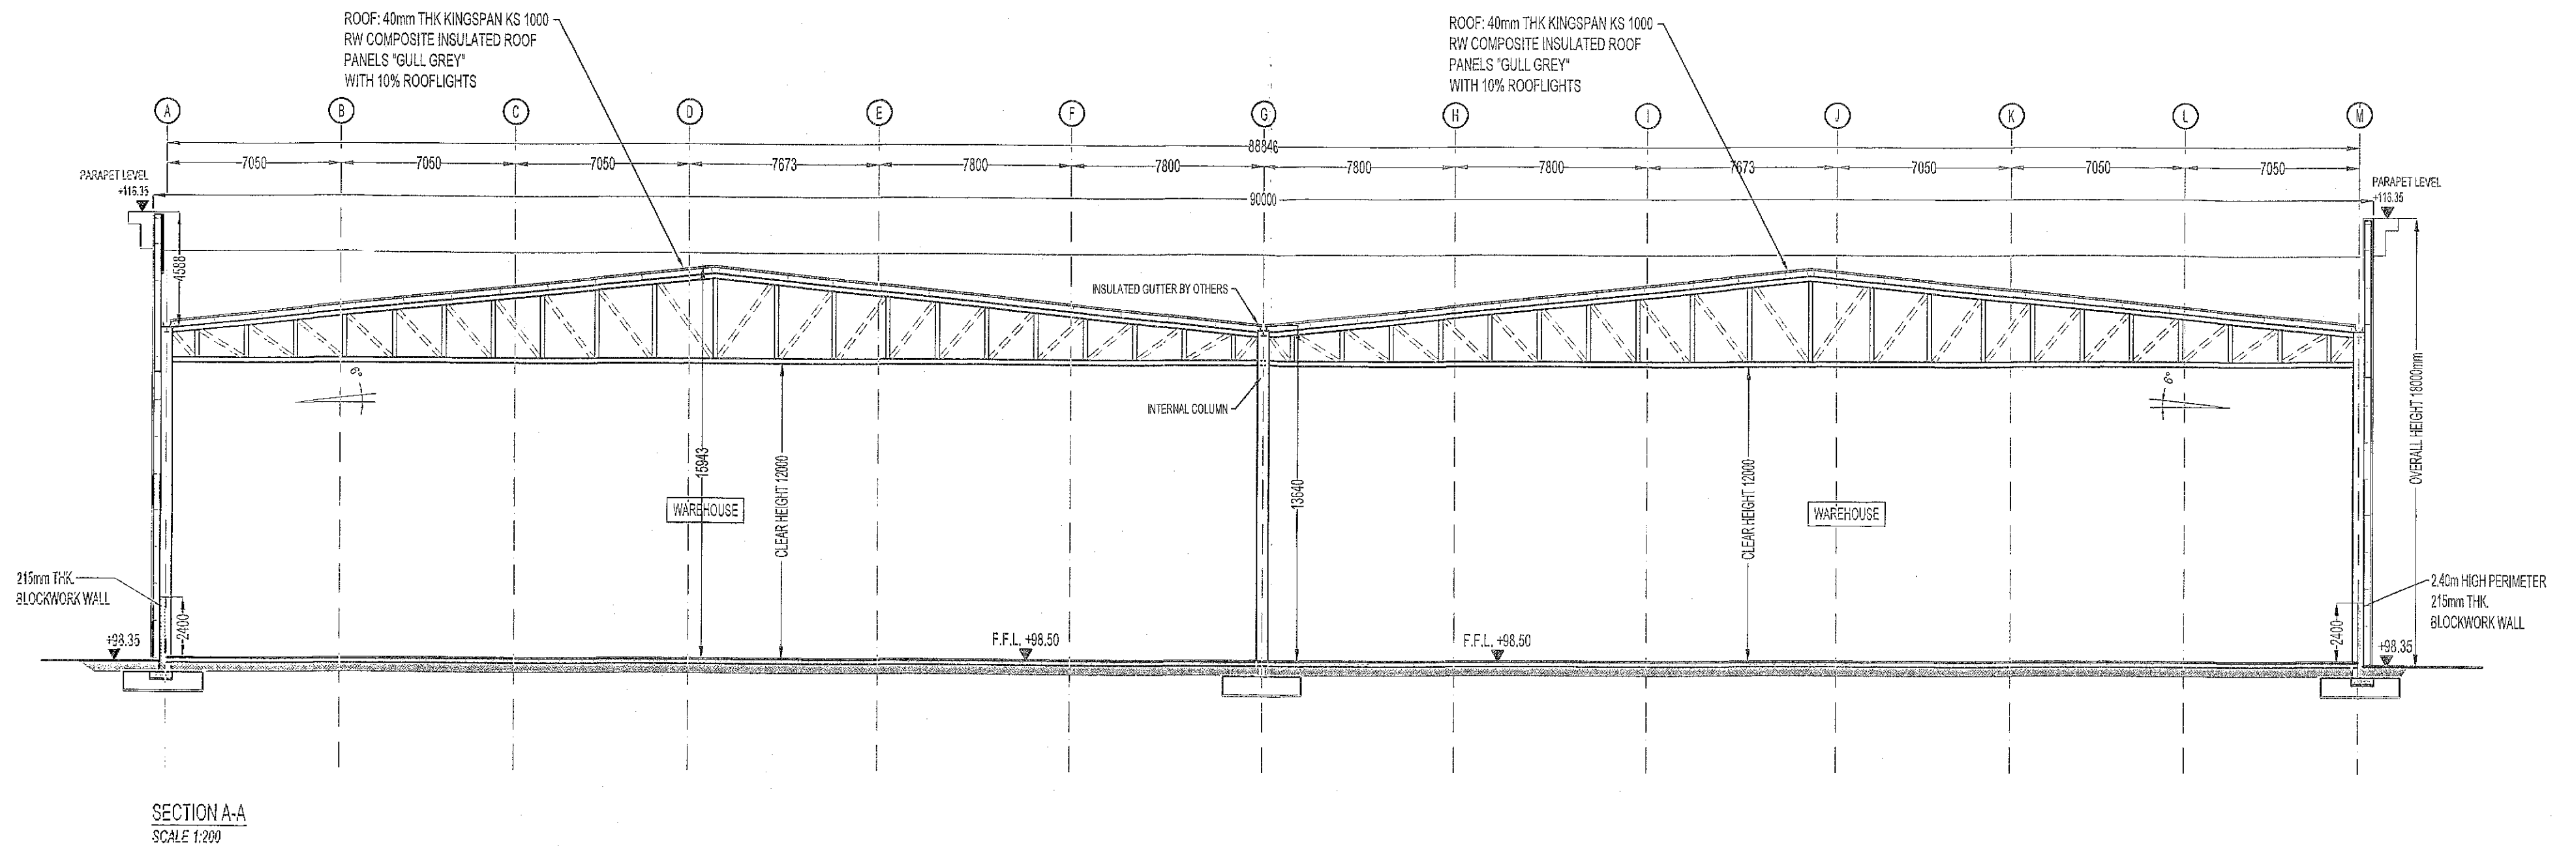 ROOF: 40mm THK KINGSPAN KS 1000
RW COMPOSITE INSULATED ROOF
PANELS "GULL GREY"
WITH 10% ROOFLIGHTS
ROOF: 40mm THK KINGSPAN KS 1000
RW COMPOSITE INSULATED ROOF
PANELS "GULL GREY"
WITH 10% ROOFLIGHTS
A B C D E F G H I J K L M
88846
7050 7050 7050 7673 7800 7800 7800 7800 7673 7050 7050 7050
PARAPET LEVEL
+116.35
90000
PARAPET LEVEL
+116.35
4588
INSULATED GUTTER BY OTHERS
6°
INTERNAL COLUMN
6°
OVERALL HEIGHT 18000mm
15943
CLEAR HEIGHT 12000
13640
CLEAR HEIGHT 12000
WAREHOUSE
WAREHOUSE
215mm THK.
BLOCKWORK WALL
2400
2.40m HIGH PERIMETER
215mm THK.
BLOCKWORK WALL
2400
+98.35
F.F.L. +98.50
F.F.L. +98.50
+98.35
SECTION A-A
SCALE 1:200